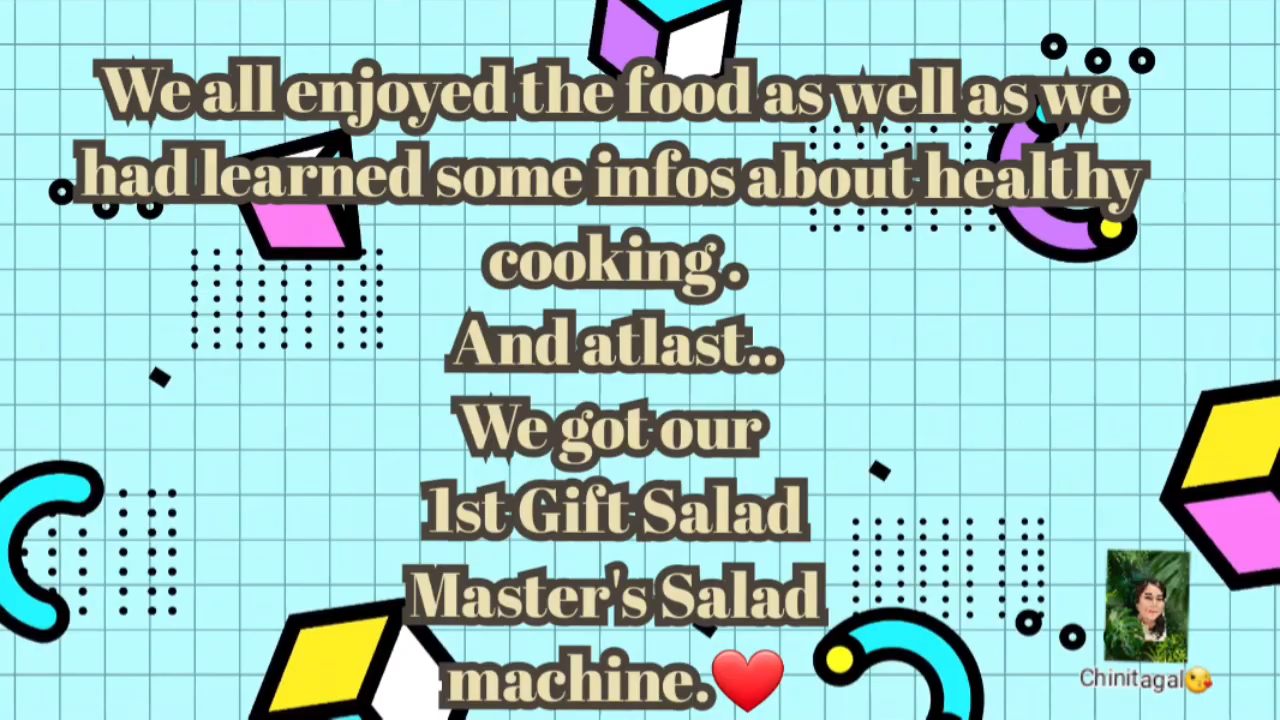 We all enjoyed the food as well as we
had learned some infos about healthy
cooking .
And atlast..
We got our
1st Gift Salad
Master's Salad
machine.❤️
Chinitagal😘